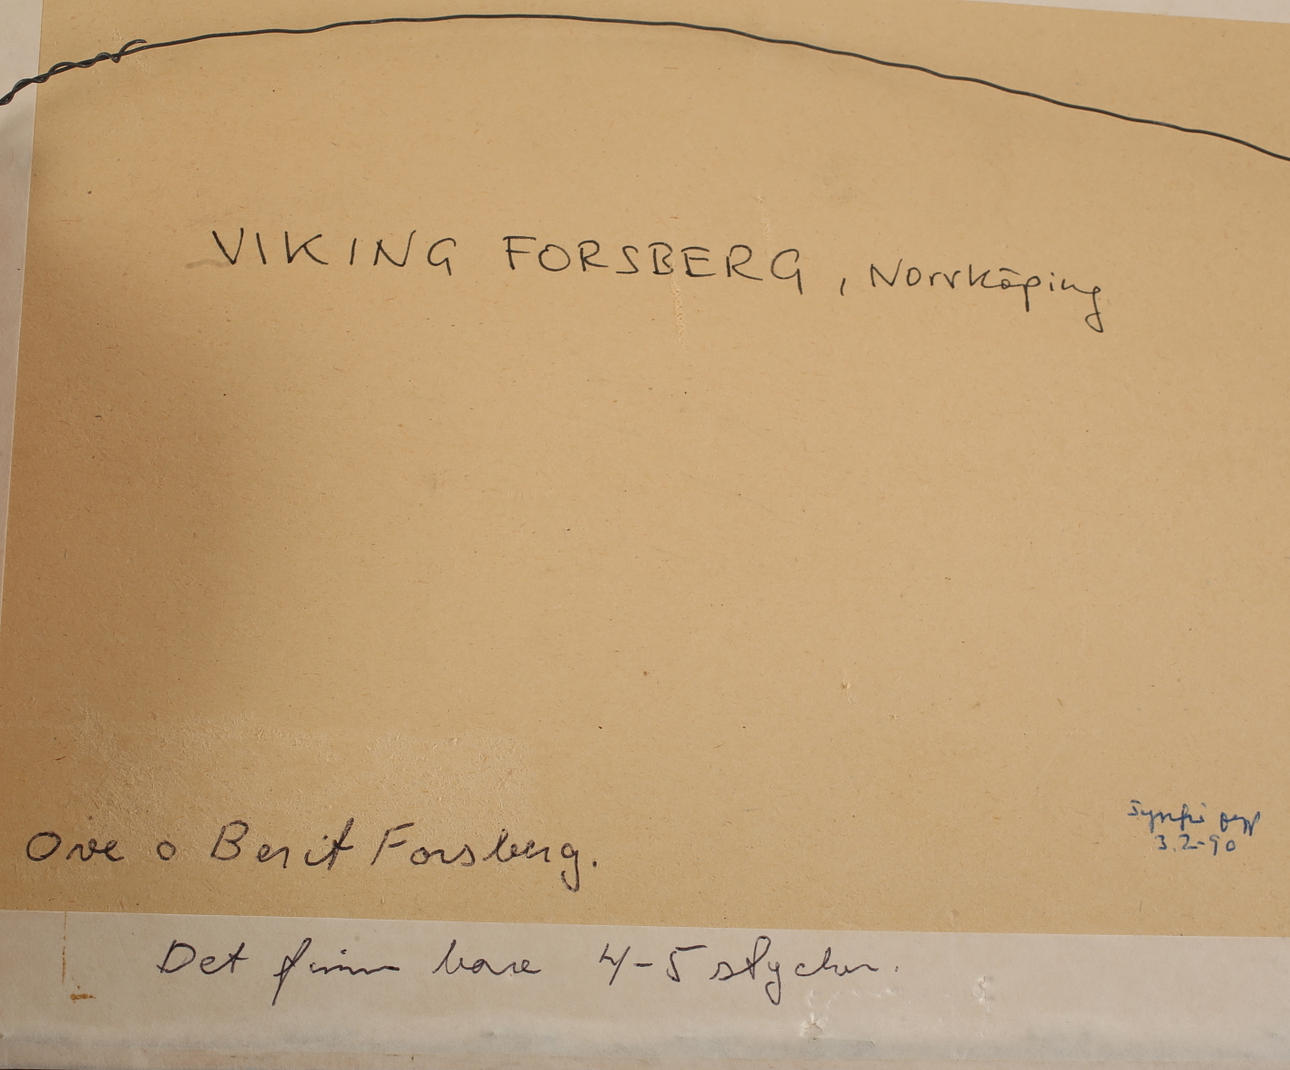 VIKING FORSBERG, Norrköping
Ove o Berit Forsberg.
3.2-90
Det finns bara 4-5 stycken.